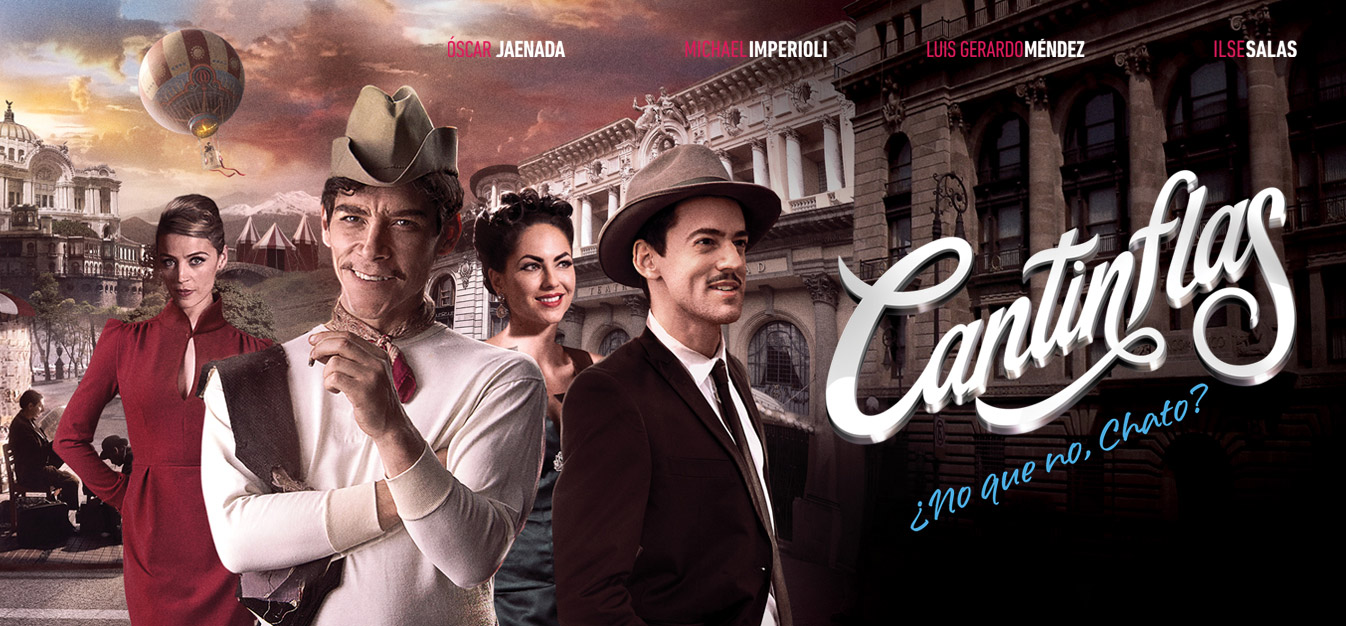 ÓSCAR JAENADA
MICHAEL IMPERIOLI
LUIS GERARDO MÉNDEZ
ILSE SALAS
Cantinflas
¿No que no, Chato?